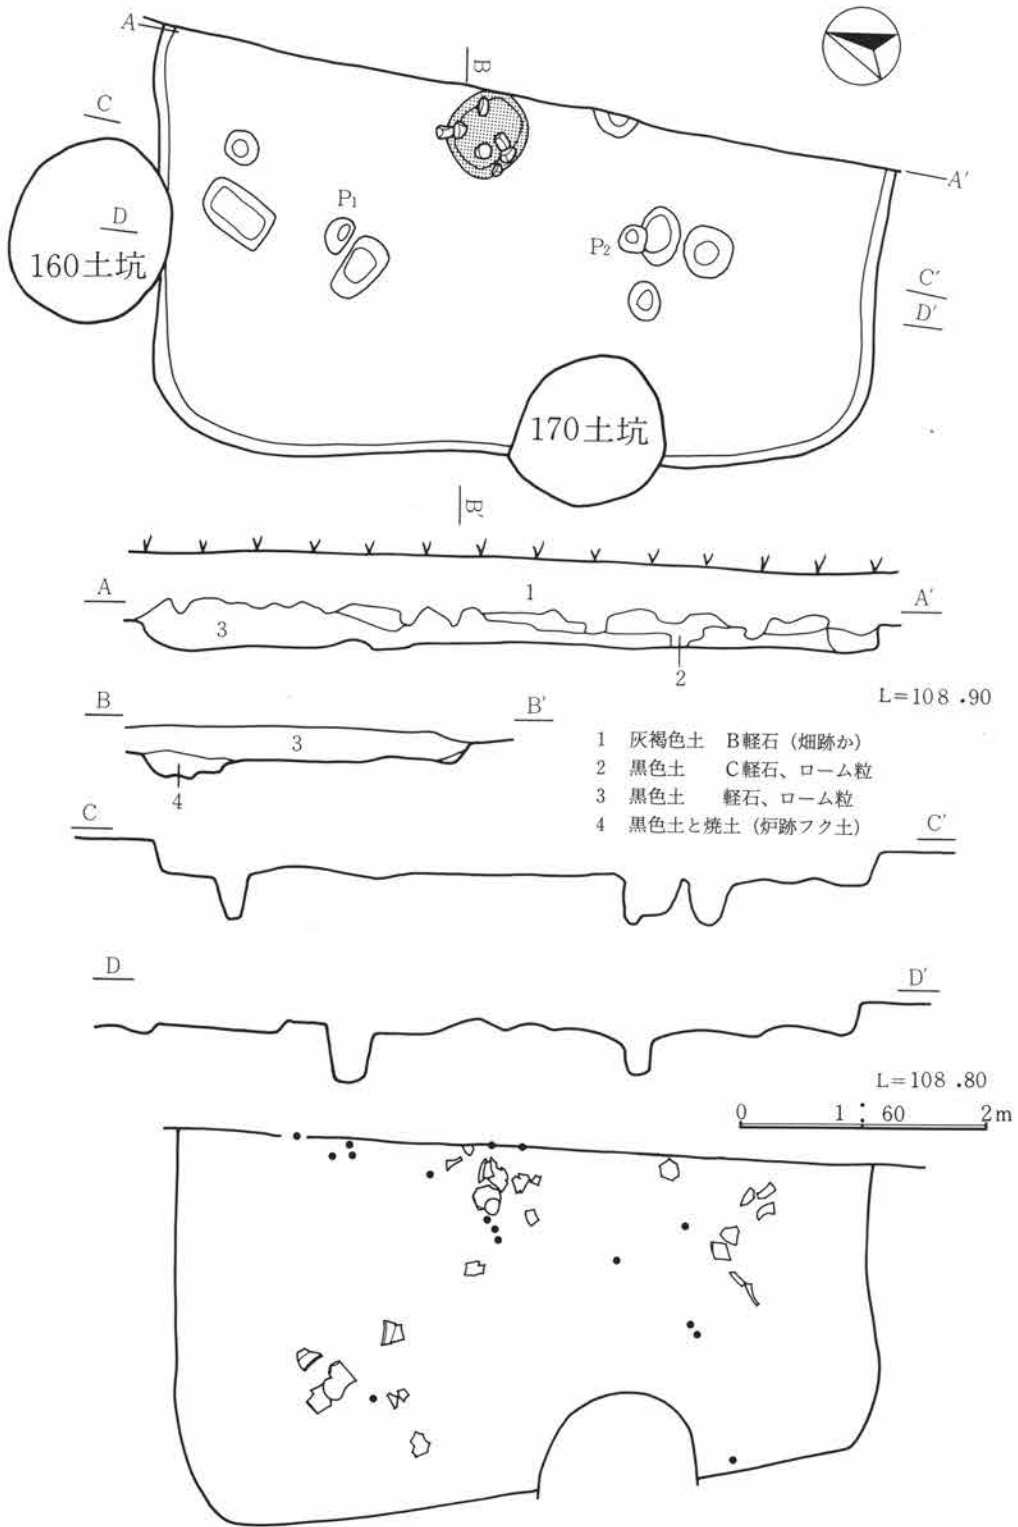 A
B
C
A'
P₁
D
P₂
160土坑
C'
D'
170土坑
B'
A
1
A'
3
2
L=108.90
B
B'
3
4
1 灰褐色土 B軽石（畑跡か）
2 黒色土 C軽石、ローム粒
3 黒色土 軽石、ローム粒
4 黒色土と焼土（炉跡フク土）
C
C'
D
D'
L=108.80
0 1:60 2m